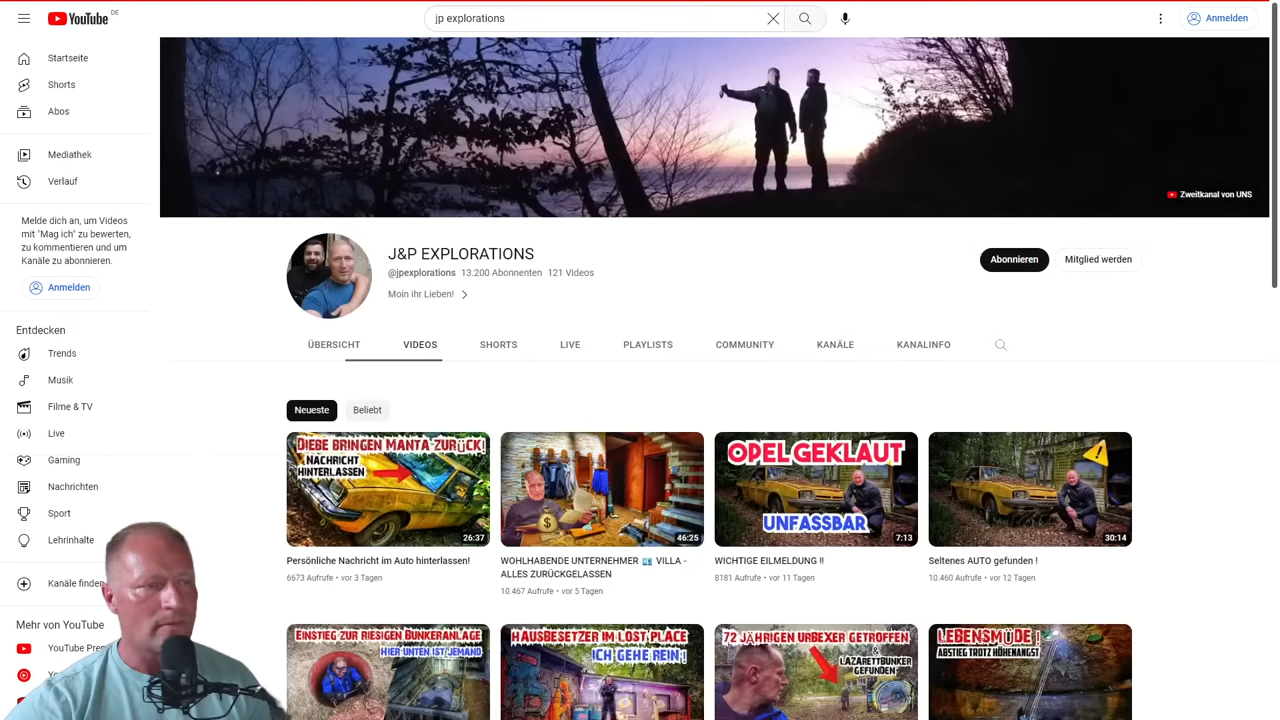 YouTube DE
jp explorations
Anmelden
Startseite
Shorts
Abos
Mediathek
Verlauf
Melde dich an, um Videos
mit "Mag ich" zu bewerten,
zu kommentieren und um
Kanäle zu abonnieren.
Anmelden
Entdecken
Trends
Musik
Filme & TV
Live
Gaming
Nachrichten
Sport
Lehrinhalte
Kanäle finden
Mehr von YouTube
Zweitkanal von UNS
J&P EXPLORATIONS
@jpexplorations 13.200 Abonnenten 121 Videos
Moin ihr Lieben!
Abonnieren
Mitglied werden
ÜBERSICHT VIDEOS SHORTS LIVE PLAYLISTS COMMUNITY KANÄLE KANALINFO
Neueste Beliebt
DIEBE BRINGEN MANTA ZURÜCK!
NACHRICHT
HINTERLASSEN
26:37
Persönliche Nachricht im Auto hinterlassen!
6673 Aufrufe • vor 3 Tagen
46:25
WOHLHABENDE UNTERNEHMER 💶 VILLA -
ALLES ZURÜCKGELASSEN
10.467 Aufrufe • vor 5 Tagen
OPEL GEKLAUT
UNFASSBAR
7:13
WICHTIGE EILMELDUNG !!
8181 Aufrufe • vor 11 Tagen
30:14
Seltenes AUTO gefunden !
10.460 Aufrufe • vor 12 Tagen
EINSTIEG ZUR RIESIGEN BUNKERANLAGE
HIER UNTEN IST JEMAND
HAUSBESETZER IM LOST PLACE
ICH GEHE REIN !
72 JÄHRIGEN URBEXER GETROFFEN
&
LAZARETTBUNKER
GEFUNDEN
LEBENSMÜDE !
ABSTIEG TROTZ HÖHENANGST